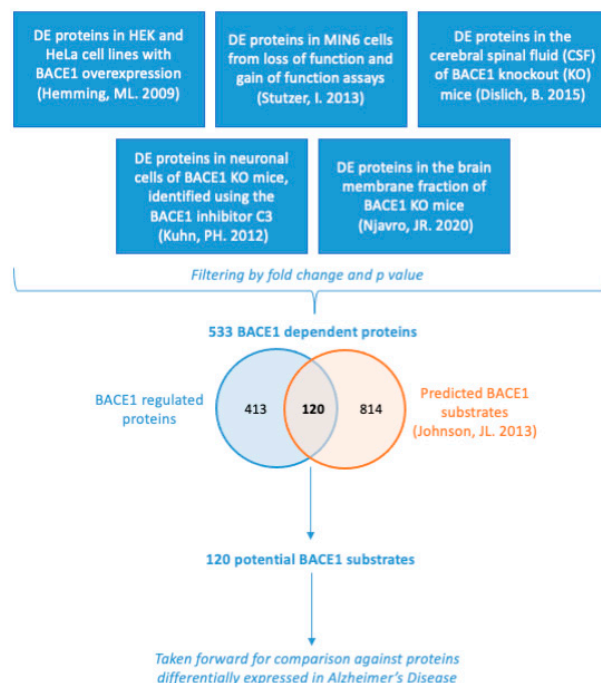 DE proteins in HEK and
HeLa cell lines with
BACE1 overexpression
(Hemming, ML. 2009)
DE proteins in MIN6 cells
from loss of function and
gain of function assays
(Stutzer, I. 2013)
DE proteins in the
cerebral spinal fluid (CSF)
of BACE1 knockout (KO)
mice (Dislich, B. 2015)
DE proteins in neuronal
cells of BACE1 KO mice,
identified using the
BACE1 inhibitor C3
(Kuhn, PH. 2012)
DE proteins in the brain
membrane fraction of
BACE1 KO mice
(Njavro, JR. 2020)
Filtering by fold change and p value
533 BACE1 dependent proteins
BACE1 regulated
proteins
413
120
814
Predicted BACE1
substrates
(Johnson, JL. 2013)
120 potential BACE1 substrates
Taken forward for comparison against proteins
differentially expressed in Alzheimer's Disease